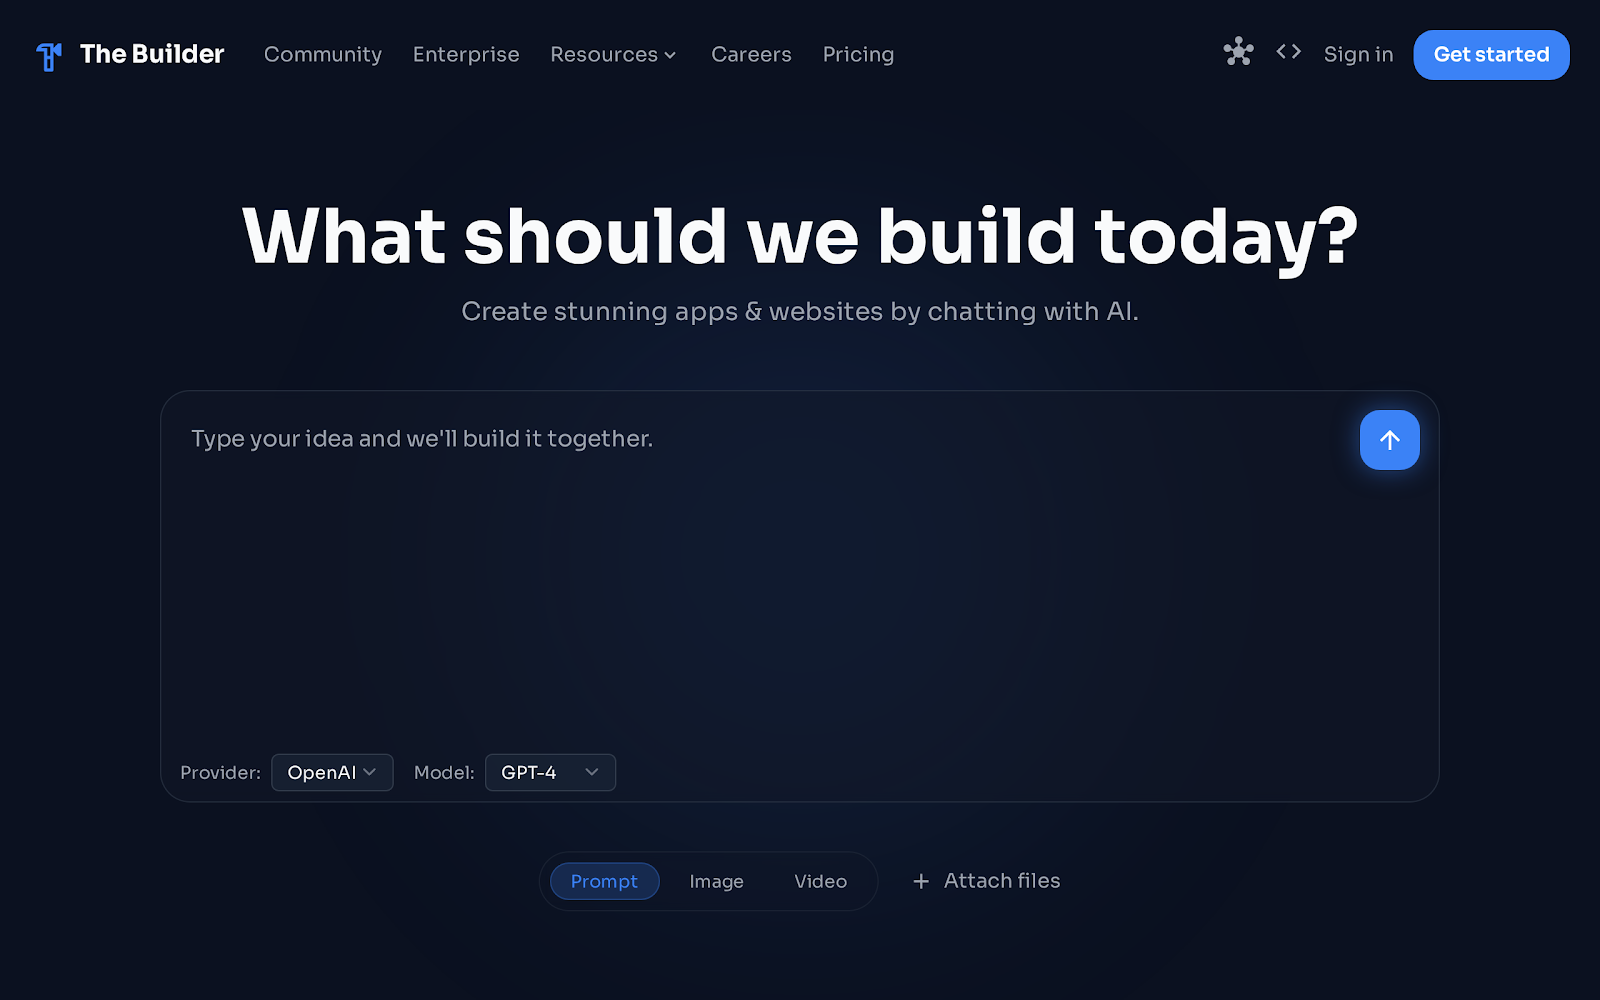 The Builder Community Enterprise Resources Careers Pricing Sign in Get started
What should we build today?
Create stunning apps & websites by chatting with AI.
Type your idea and we'll build it together.
Provider: OpenAI Model: GPT-4
Prompt Image Video + Attach files